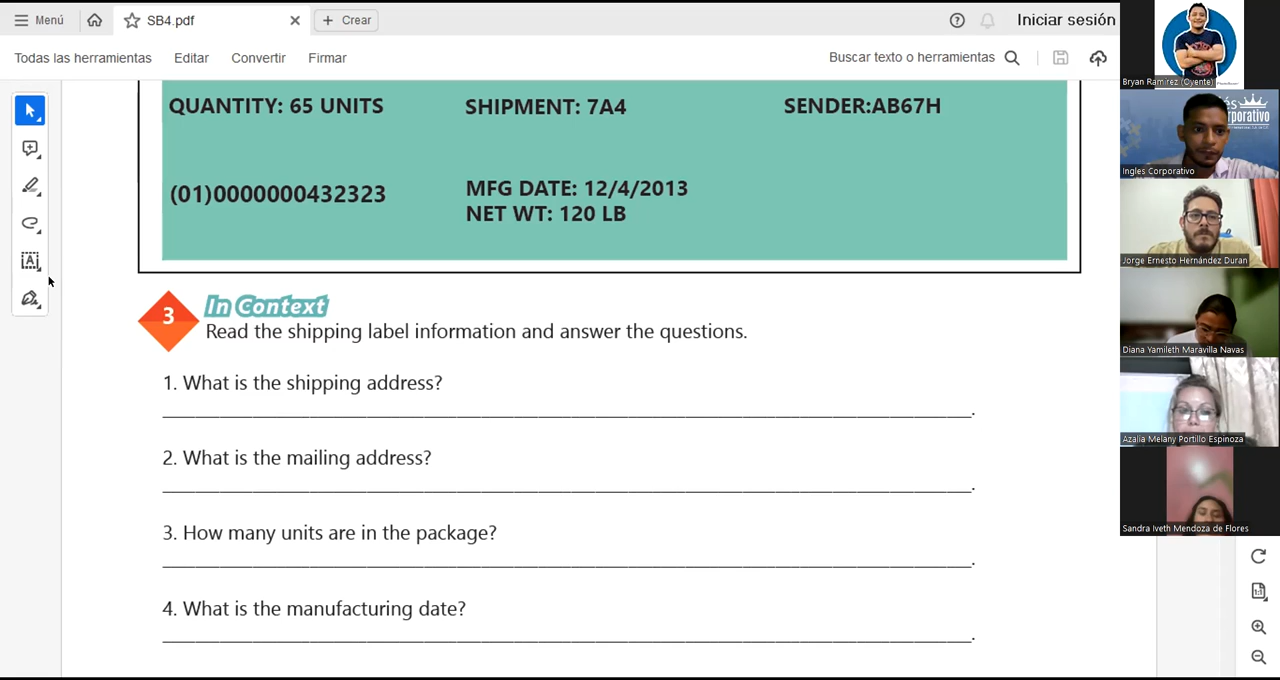 Menú
SB4.pdf
Crear
Iniciar sesión
Todas las herramientas
Editar
Convertir
Firmar
Buscar texto o herramientas
QUANTITY: 65 UNITS
SHIPMENT: 7A4
SENDER:AB67H
(01)0000000432323
MFG DATE: 12/4/2013
NET WT: 120 LB
3
In Context
Read the shipping label information and answer the questions.
1. What is the shipping address?
2. What is the mailing address?
3. How many units are in the package?
4. What is the manufacturing date?
Bryan Ramirez (Oyente)
Ingles Corporativo
Jorge Ernesto Hernández Duran
Diana Yamileth Maravilla Navas
Azalia Melany Portillo Espinoza
Sandra Iveth Mendoza de Flores